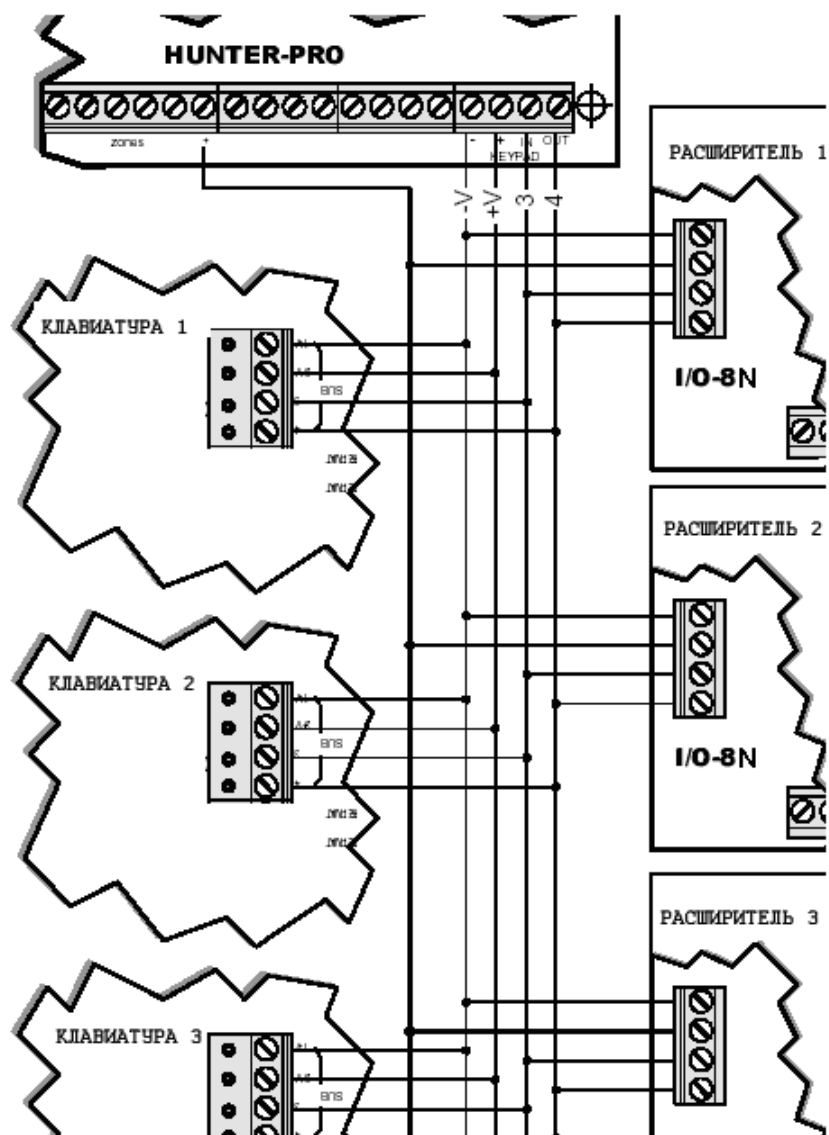 HUNTER-PRO
zones
+
- + IN OUT
KEYPAD
-V +V 3 4
РАСШИРИТЕЛЬ 1
I/O-8N
КЛАВИАТУРА 1
BUS
РАСШИРИТЕЛЬ 2
I/O-8N
КЛАВИАТУРА 2
BUS
РАСШИРИТЕЛЬ 3
КЛАВИАТУРА 3
BUS